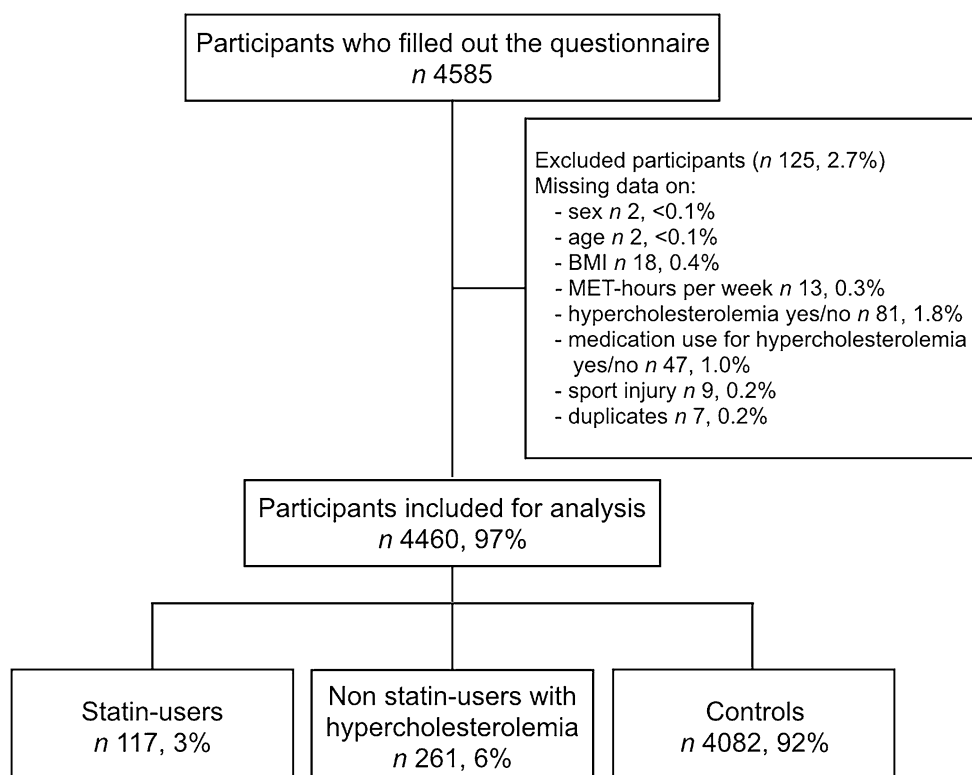 Participants who filled out the questionnaire
n 4585
Excluded participants (n 125, 2.7%)
Missing data on:
- sex n 2, <0.1%
- age n 2, <0.1%
- BMI n 18, 0.4%
- MET-hours per week n 13, 0.3%
- hypercholesterolemia yes/no n 81, 1.8%
- medication use for hypercholesterolemia
yes/no n 47, 1.0%
- sport injury n 9, 0.2%
- duplicates n 7, 0.2%
Participants included for analysis
n 4460, 97%
Statin-users
n 117, 3%
Non statin-users with
hypercholesterolemia
n 261, 6%
Controls
n 4082, 92%